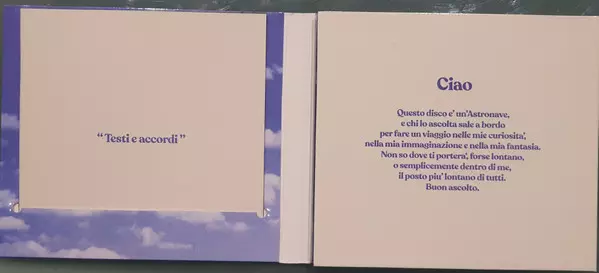 “ Testi e accordi ”
Ciao
Questo disco e' un'Astronave,
e chi lo ascolta sale a bordo
per fare un viaggio nelle mie curiosita',
nella mia immaginazione e nella mia fantasia.
Non so dove ti portera', forse lontano,
o semplicemente dentro di me,
il posto piu' lontano di tutti.
Buon ascolto.